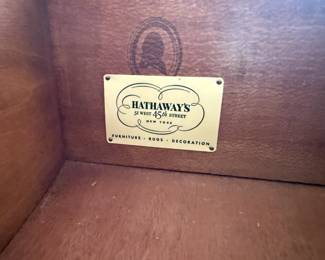 HATHAWAY'S
51 WEST 45th STREET
NEW YORK
FURNITURE · RUGS · DECORATION